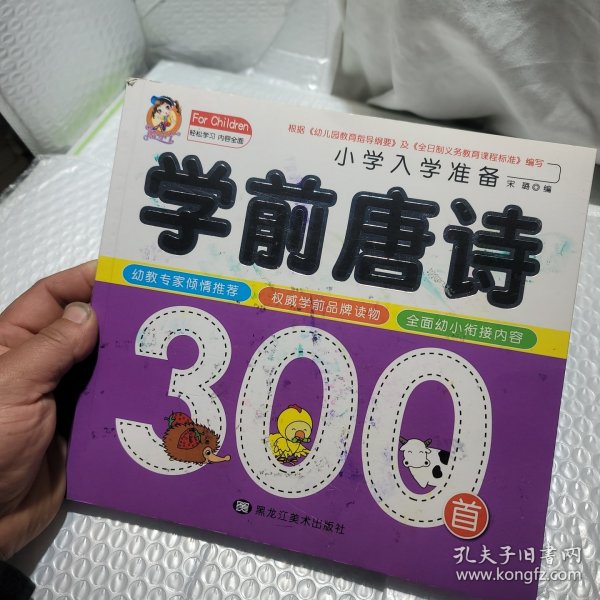 For Children
轻松学习 内容全面
根据《幼儿园教育指导纲要》及《全日制义务教育课程标准》编写
小学入学准备
宋璐◎编
学前唐诗
幼教专家倾情推荐
权威学前品牌读物
全面幼小衔接内容
300
首
黑龙江美术出版社
孔夫子旧书网
www.kongfz.com